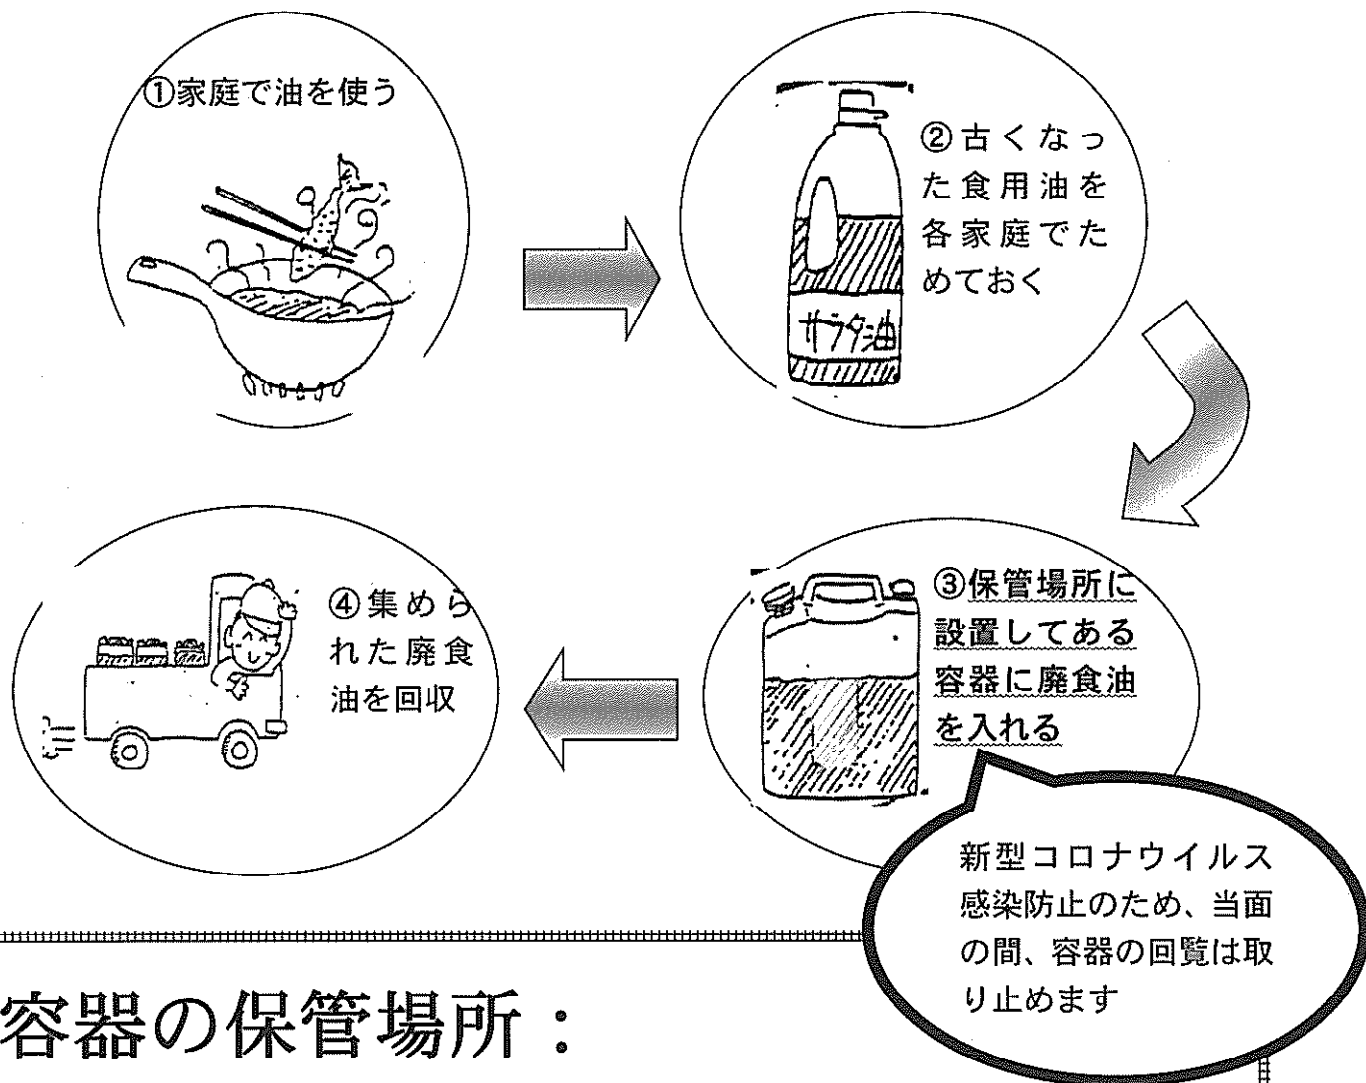 ①家庭で油を使う
②古くなっ
た食用油を
各家庭でた
めておく
サラダ油
③保管場所に
設置してある
容器に廃食油
を入れる
④集めら
れた廃食
油を回収
新型コロナウイルス
感染防止のため、当面
の間、容器の回覧は取
り止めます
容器の保管場所：